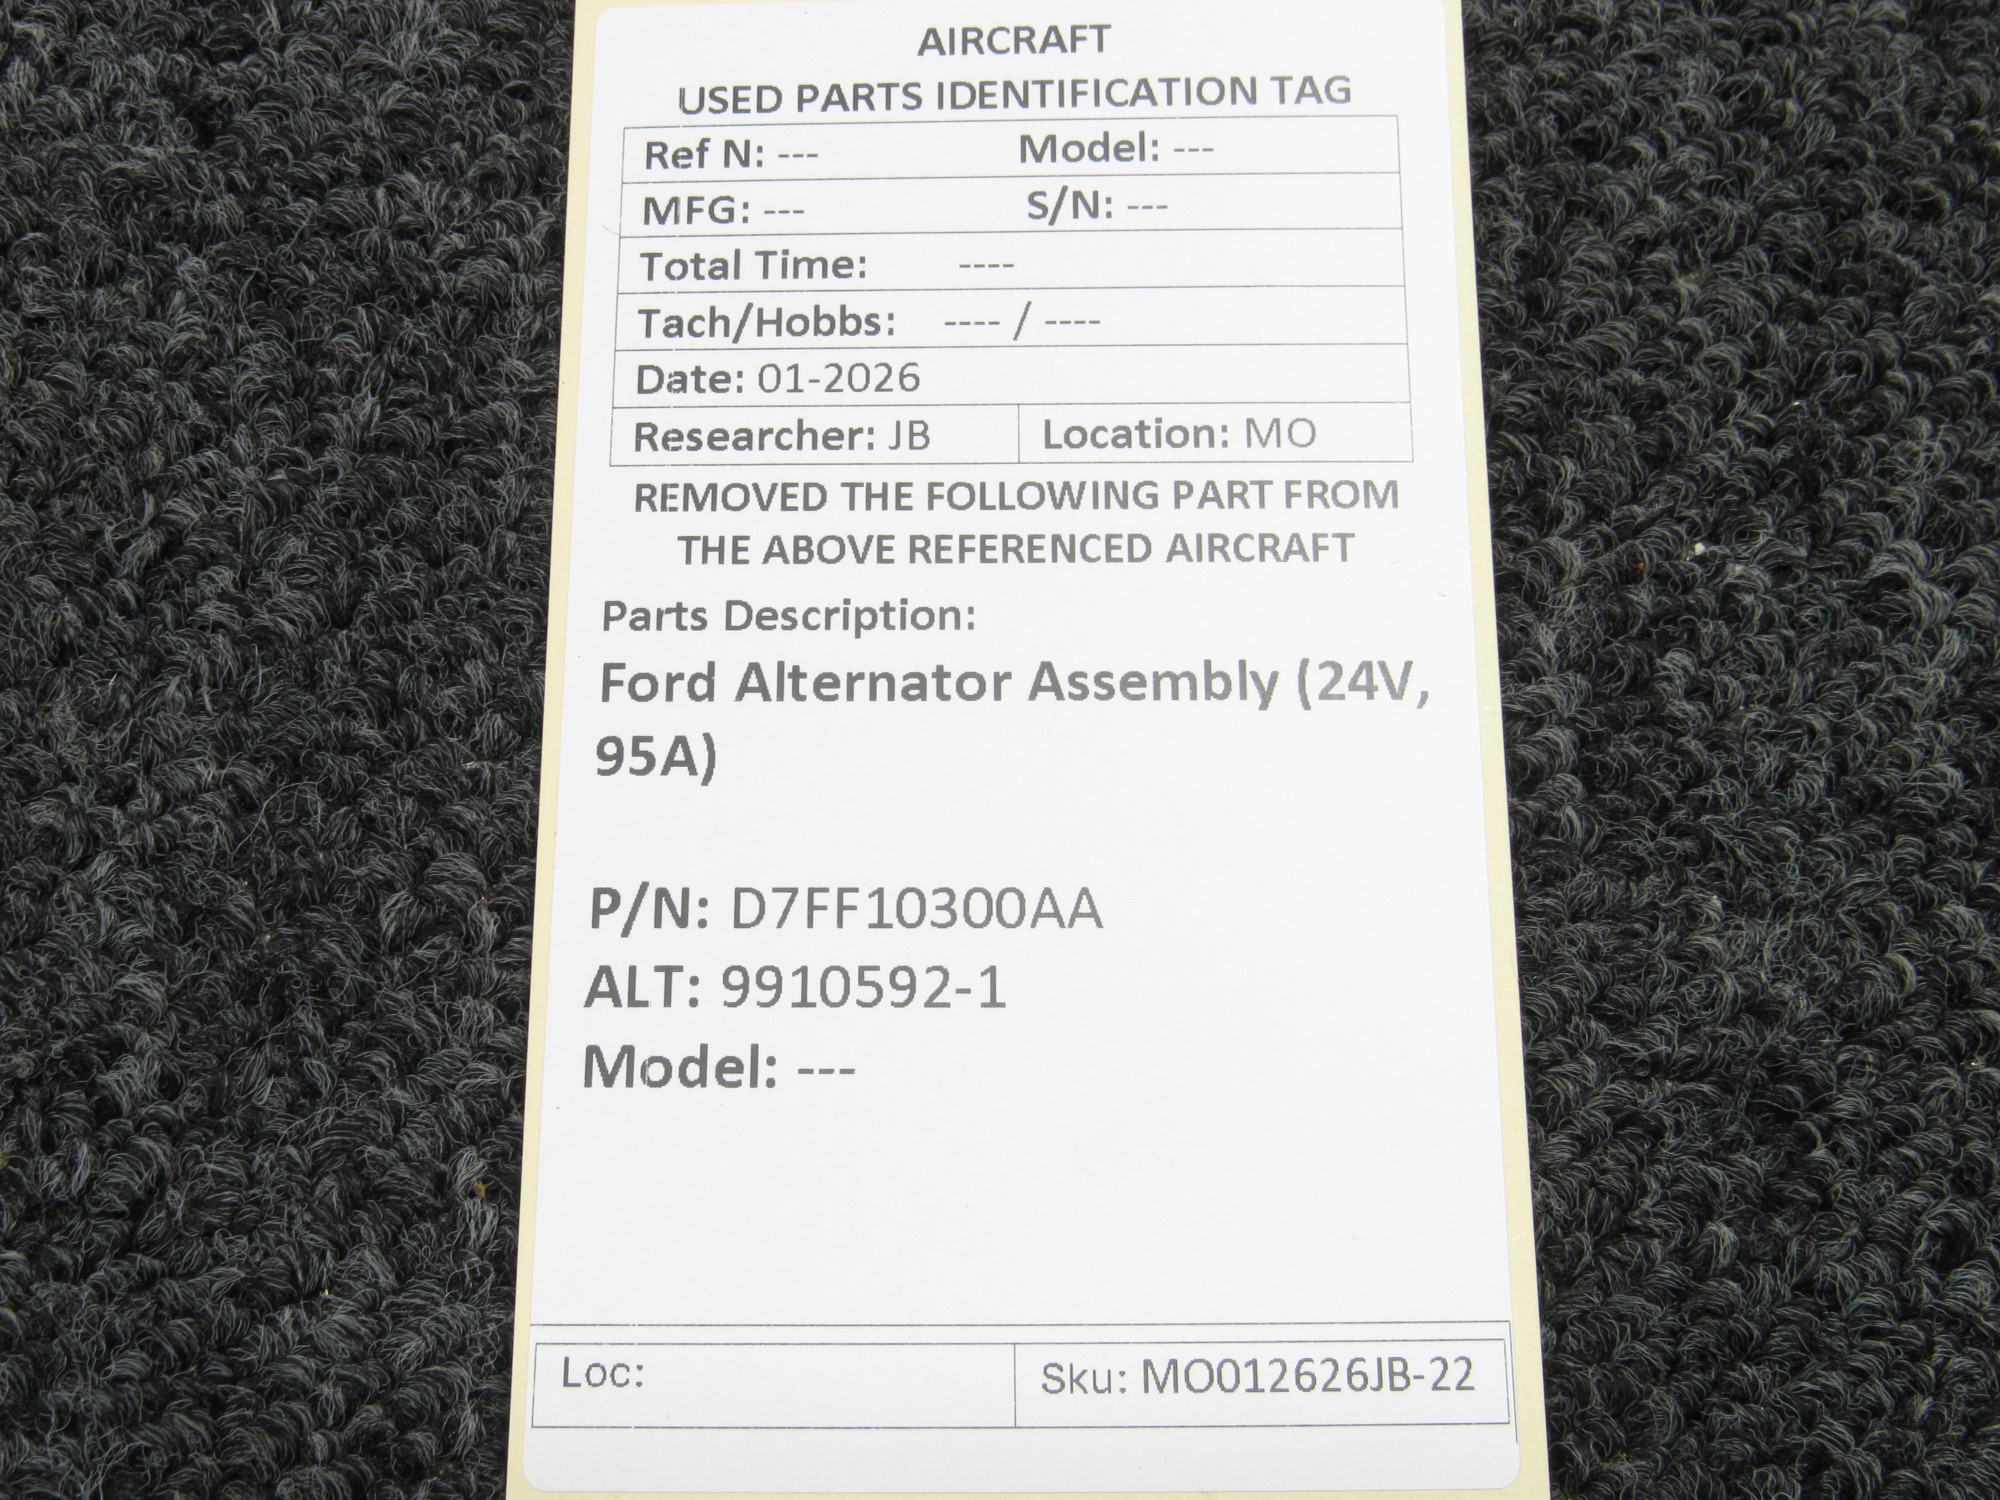 AIRCRAFT
USED PARTS IDENTIFICATION TAG
Ref N: --- Model: ---
MFG: --- S/N: ---
Total Time: ----
Tach/Hobbs: ---- / ----
Date: 01-2026
Researcher: JB Location: MO
REMOVED THE FOLLOWING PART FROM
THE ABOVE REFERENCED AIRCRAFT
Parts Description:
Ford Alternator Assembly (24V,
95A)
P/N: D7FF10300AA
ALT: 9910592-1
Model: ---
Loc: Sku: MO012626JB-22